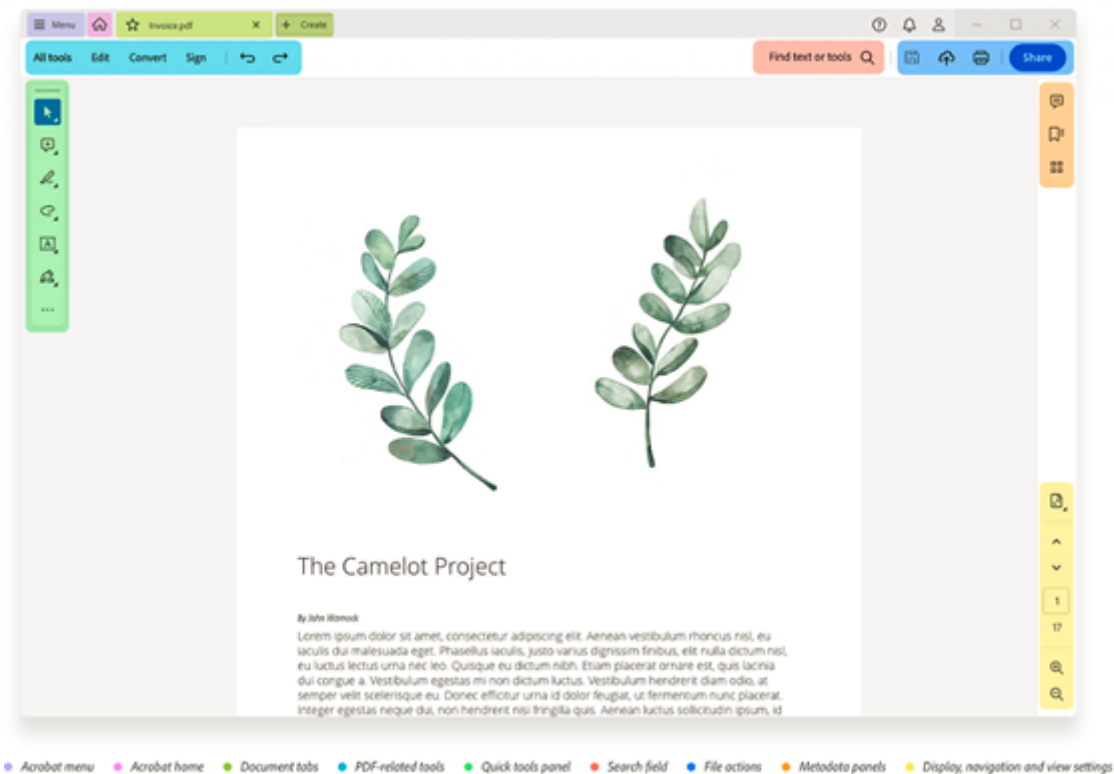 Menu
Invoice.pdf
+ Create
All tools Edit Convert Sign
Find text or tools
Share
A
The Camelot Project
By John Warnock
Lorem ipsum dolor sit amet, consectetur adipiscing elit. Aenean vestibulum rhoncus nisl, eu
iaculis dui malesuada eget. Phasellus iaculis, justo varius dignissim finibus, elit nulla dictum nisl,
eu luctus lectus urna nec leo. Quisque eu dictum nibh. Etiam placerat ornare est, quis lacinia
dui congue a. Vestibulum egestas mi non dictum luctus. Vestibulum hendrerit diam odio, at
semper velit scelerisque eu. Donec efficitur urna id dolor feugiat, ut fermentum nunc placerat.
Integer egestas neque dui, non hendrerit nisi fringilla quis. Aenean luctus sollicitudin ipsum, id
1
17
Acrobat menu Acrobat home Document tabs PDF-related tools Quick tools panel Search field File actions Metadata panels Display, navigation and view settings